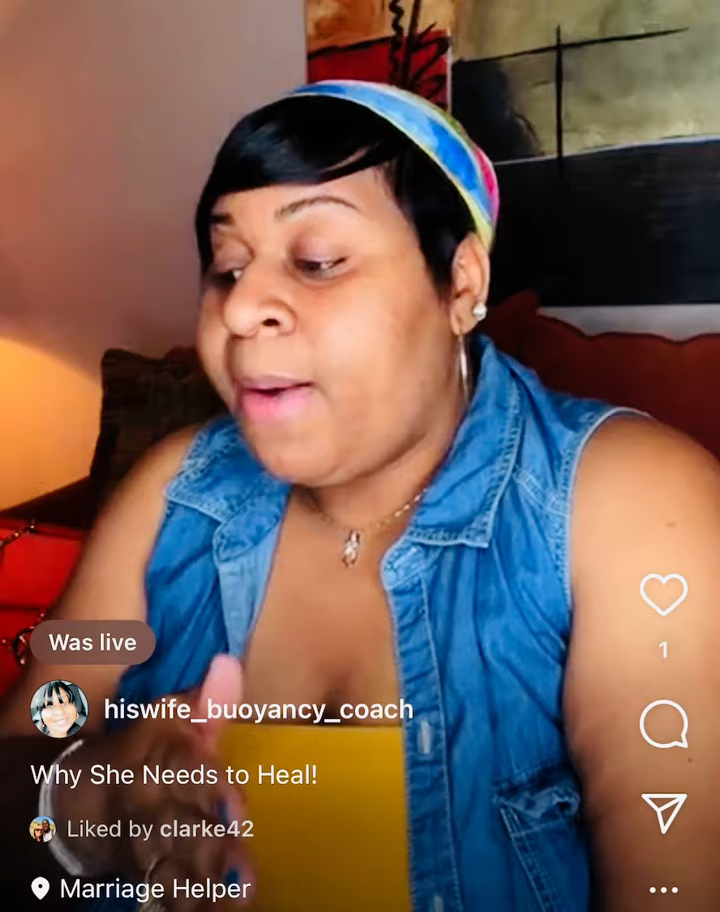 Was live
hiswife_buoyancy_coach
1
Why She Needs to Heal!
Liked by clarke42
Marriage Helper